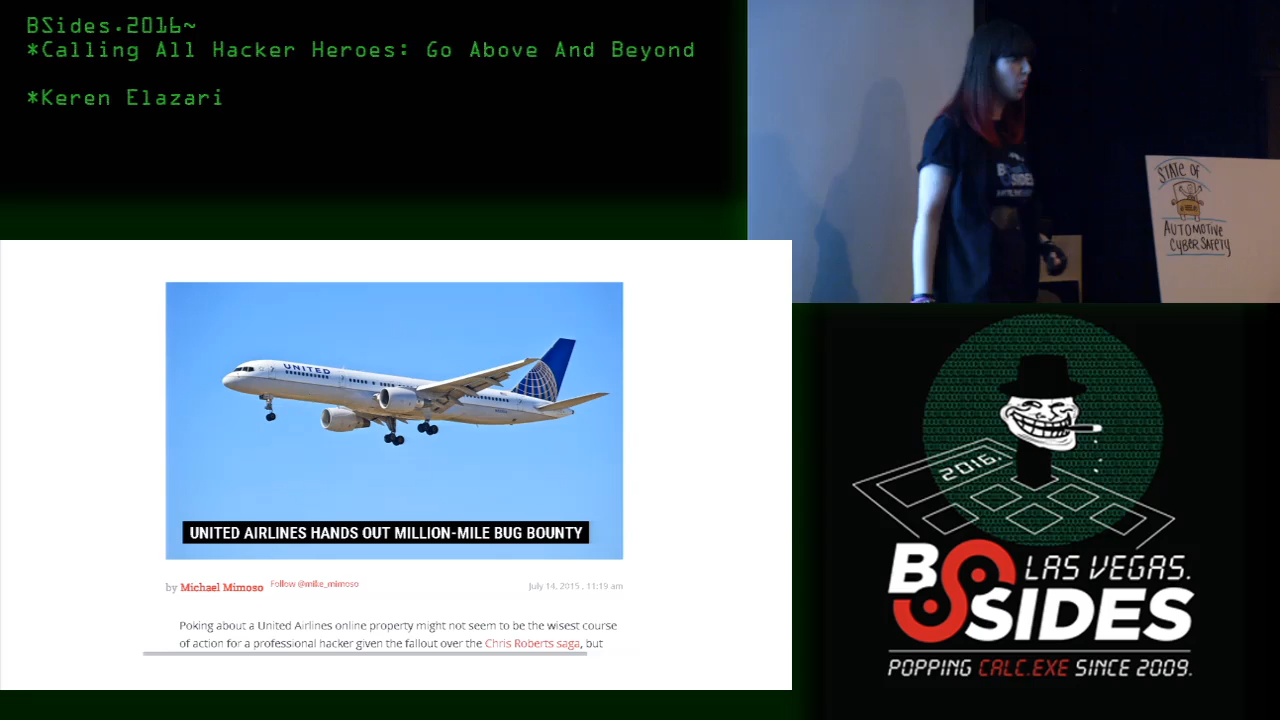 BSides.2016~
*Calling All Hacker Heroes: Go Above And Beyond
*Keren Elazari
BSIDES
STATE OF
AUTOMOTIVE
CYBER SAFETY
UNITED
UNITED AIRLINES HANDS OUT MILLION-MILE BUG BOUNTY
by Michael Mimoso Follow @mike_mimoso July 14, 2015 , 11:19 am
Poking about a United Airlines online property might not seem to be the wisest course
of action for a professional hacker given the fallout over the Chris Roberts saga, but
2016.
BSIDES LAS VEGAS.
POPPING CALC.EXE SINCE 2009.